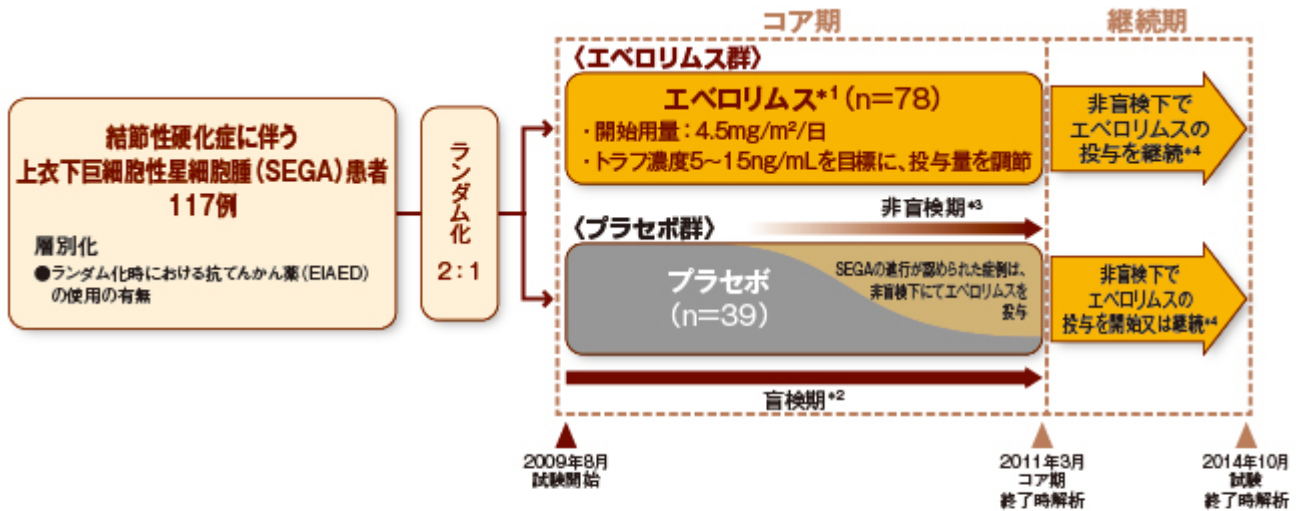 コア期
継続期
結節性硬化症に伴う
上衣下巨細胞性星細胞腫(SEGA)患者
117例
層別化
●ランダム化時における抗てんかん薬(EIAED)
の使用の有無
ランダム化
2:1
〈エベロリムス群〉
エベロリムス*1(n=78)
・開始用量:4.5mg/m²/日
・トラフ濃度5~15ng/mLを目標に、投与量を調節
非盲検下で
エベロリムスの
投与を継続*4
非盲検期*3
〈プラセボ群〉
プラセボ
(n=39)
SEGAの進行が認められた症例は、
非盲検下にてエベロリムスを
投与
非盲検下で
エベロリムスの
投与を開始又は継続*4
盲検期*2
2009年8月
試験開始
2011年3月
コア期
終了時解析
2014年10月
試験
終了時解析